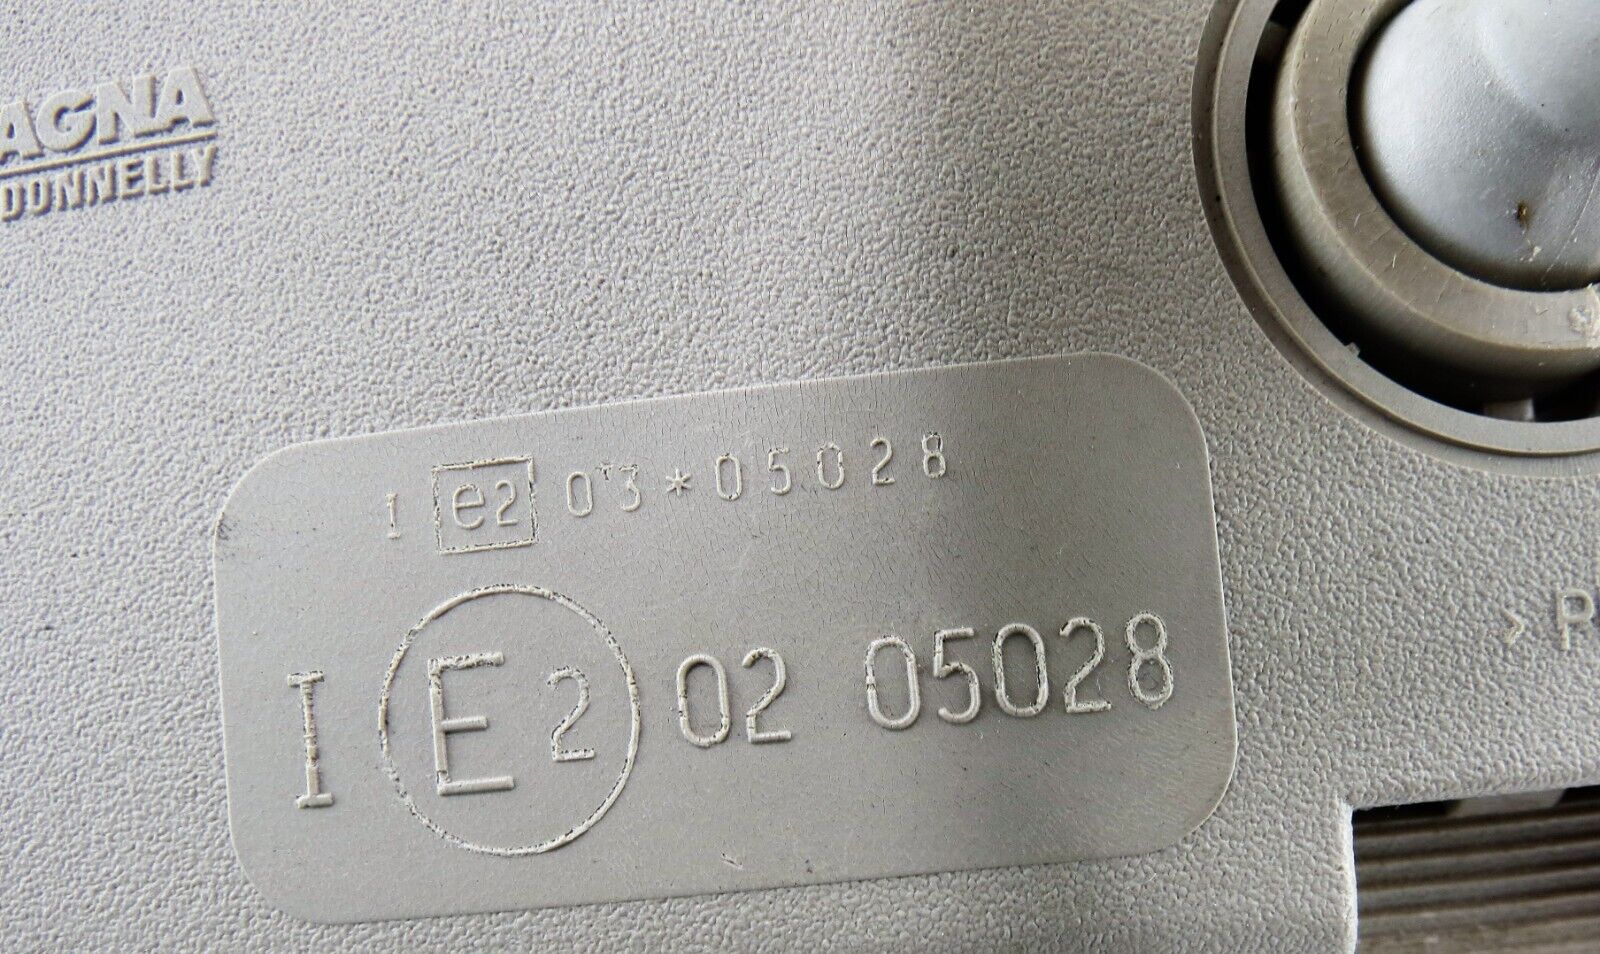 AGNA
DONNELLY
I e2 03*05028
I E2 02 05028
>P